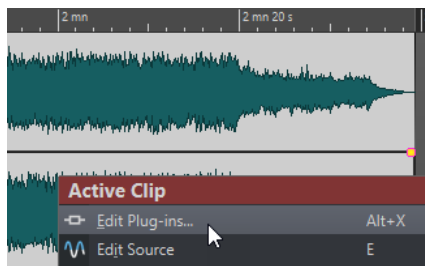 2 mn 2 mn 20 s
Active Clip
Edit Plug-ins... Alt+X
Edit Source E